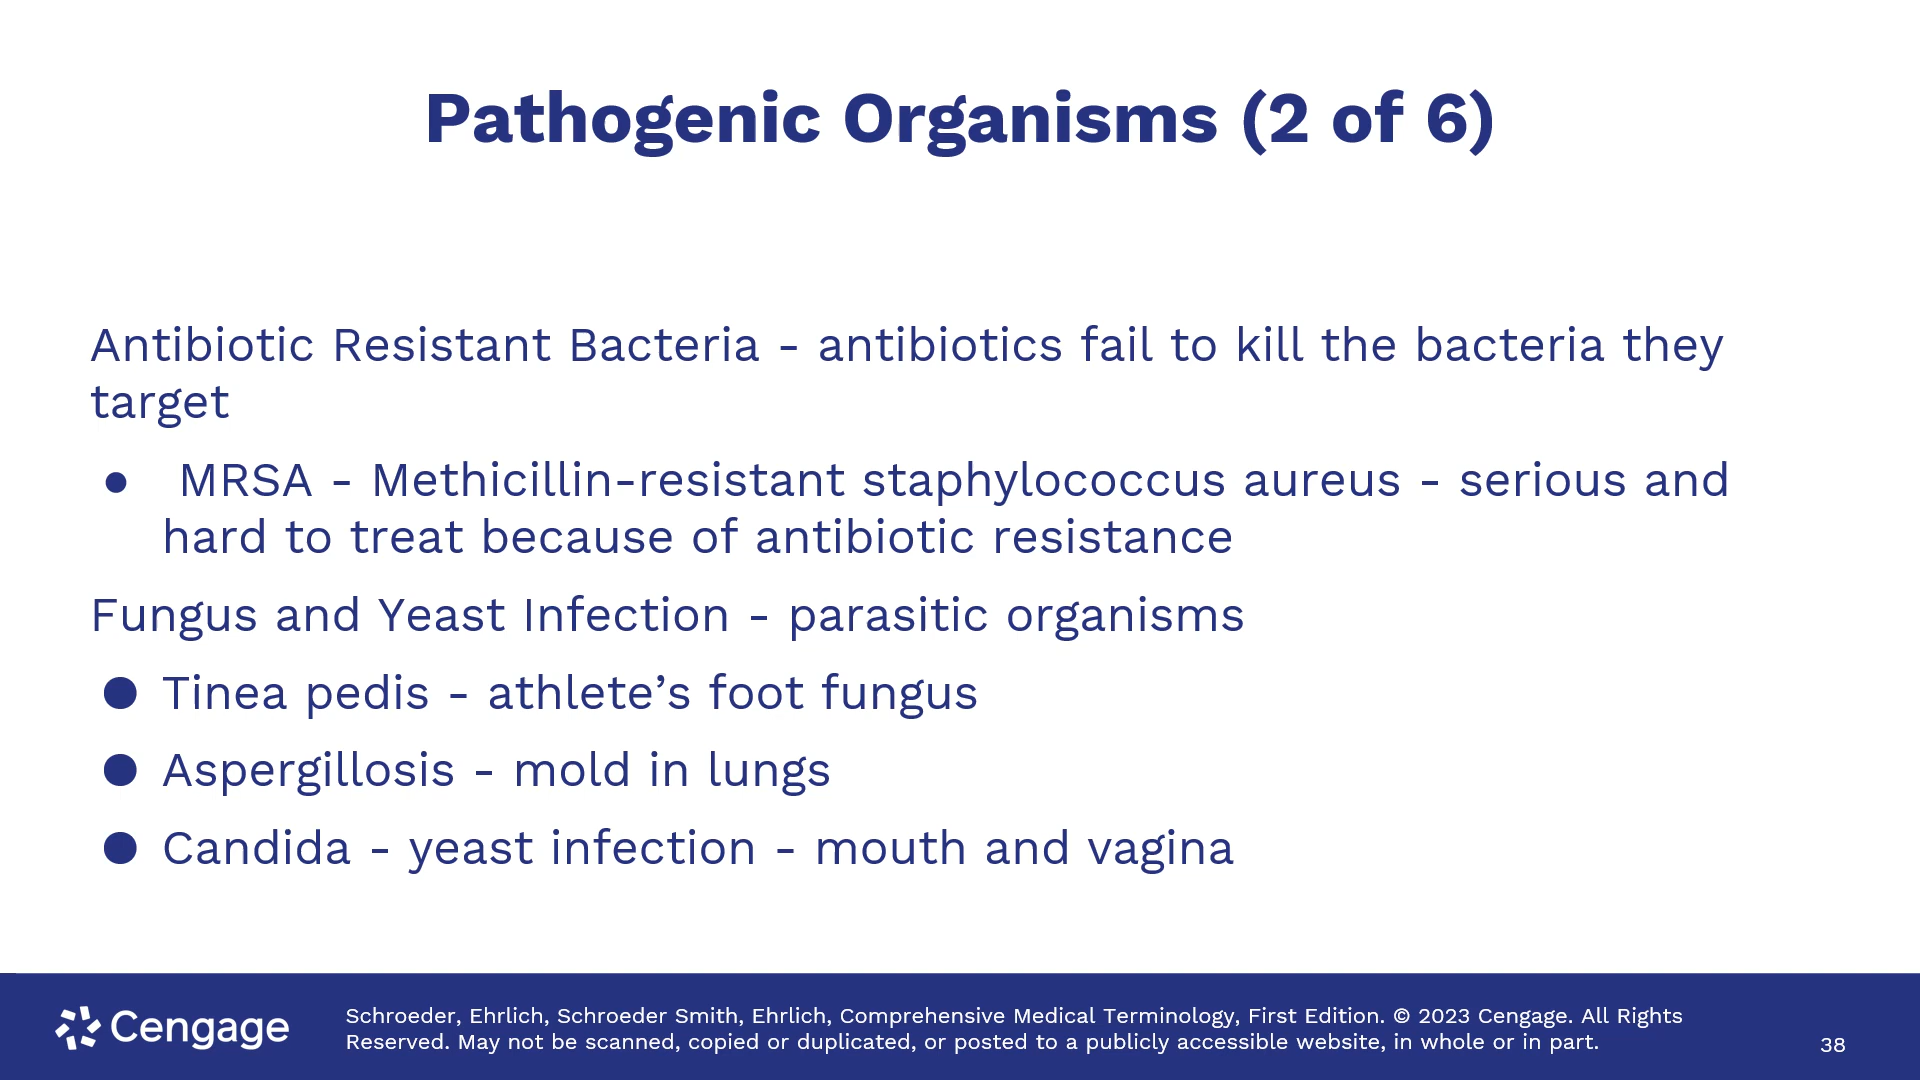 Pathogenic Organisms (2 of 6)
Antibiotic Resistant Bacteria - antibiotics fail to kill the bacteria they
target
● MRSA - Methicillin-resistant staphylococcus aureus - serious and
hard to treat because of antibiotic resistance
Fungus and Yeast Infection - parasitic organisms
● Tinea pedis - athlete’s foot fungus
● Aspergillosis - mold in lungs
● Candida - yeast infection - mouth and vagina
Cengage
Schroeder, Ehrlich, Schroeder Smith, Ehrlich, Comprehensive Medical Terminology, First Edition. © 2023 Cengage. All Rights
Reserved. May not be scanned, copied or duplicated, or posted to a publicly accessible website, in whole or in part.
38